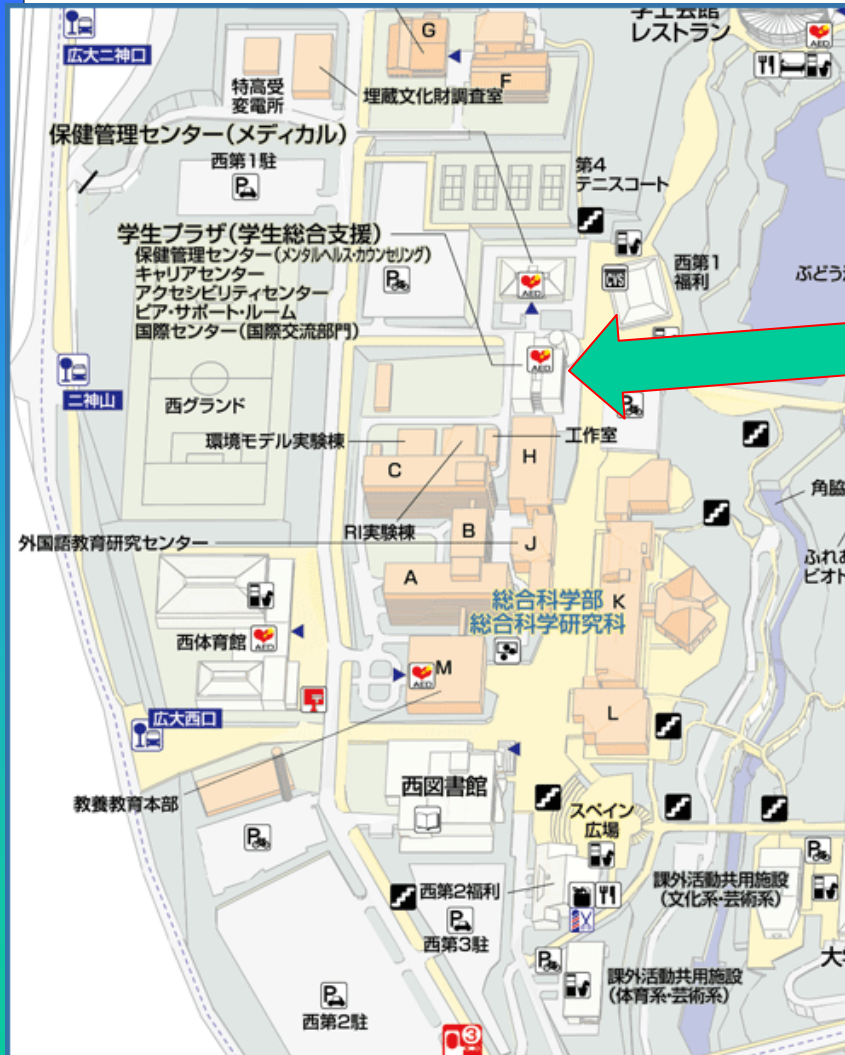 学士会館
レストラン
AED
G
広大二神口
F
特高受
変電所
埋蔵文化財調査室
保健管理センター(メディカル)
西第1駐
P
第4
テニスコート
学生プラザ(学生総合支援)
保健管理センター(メンタルヘルス・カウンセリング)
キャリアセンター
アクセシビリティセンター
ピア・サポート・ルーム
国際センター(国際交流部門)
P
AED
西第1
福利
ぶどう
AED
二神山
西グランド
P
環境モデル実験棟
工作室
H
C
RI実験棟
角脇
外国語教育研究センター
B
J
ふれあ
ビオト
A
総合科学部
総合科学研究科
K
西体育館
AED
M
AED
広大西口
L
教養教育本部
西図書館
スペイン
広場
P
西第2福利
課外活動共用施設
(文化系・芸術系)
P
P
西第3駐
大
P
課外活動共用施設
(体育系・芸術系)
P
西第2駐
3